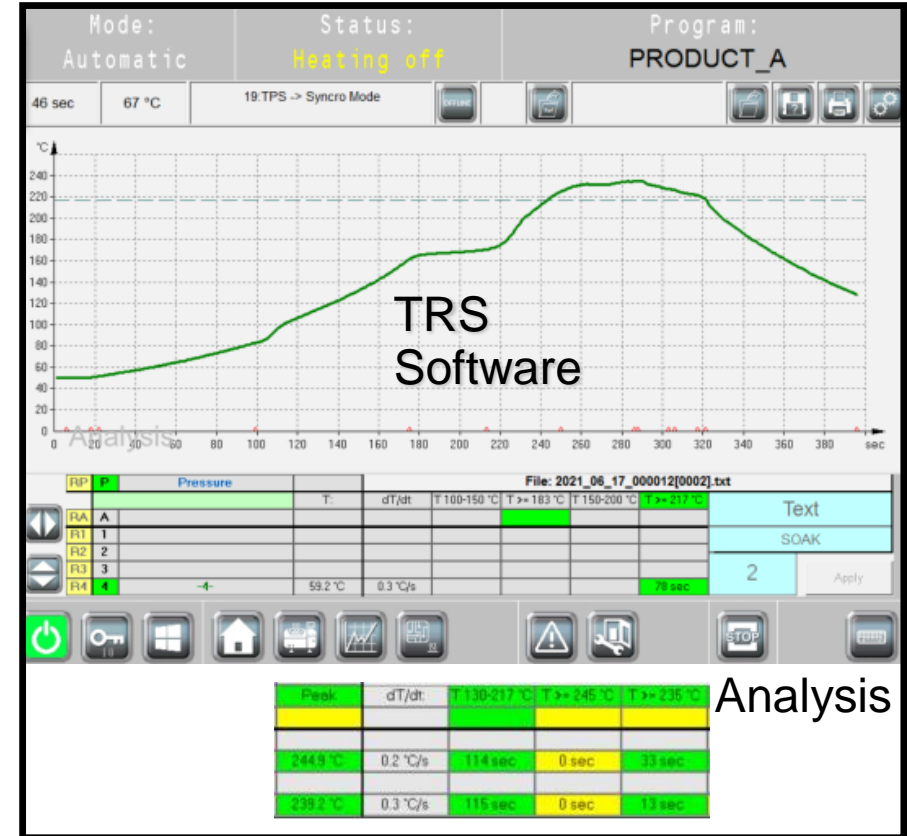 Mode: Status: Program:
Automatic Heating off PRODUCT_A
46 sec 67 °C 19:TPS -> Syncro Mode OFFLINE
°C
240
220
200
180
160
140
120
100
80
60
40
20
0
TRS
Software
Analysis
0 20 40 60 80 100 120 140 160 180 200 220 240 260 280 300 320 340 360 380 sec
RP P Pressure File: 2021_06_17_000012[0002].txt
T: dT/dt T 100-150 °C T >= 183 °C T 150-200 °C T >= 217 °C Text
RA A
R1 1 SOAK
R2 2
R3 3 2 Apply
R4 4 -4- 59.2 °C 0.3 °C/s 78 sec
STOP
Analysis
Peak dT/dt T 130-217 °C T >= 245 °C T >= 235 °C
244.9 °C 0.2 °C/s 114 sec 0 sec 33 sec
239.2 °C 0.3 °C/s 115 sec 0 sec 13 sec